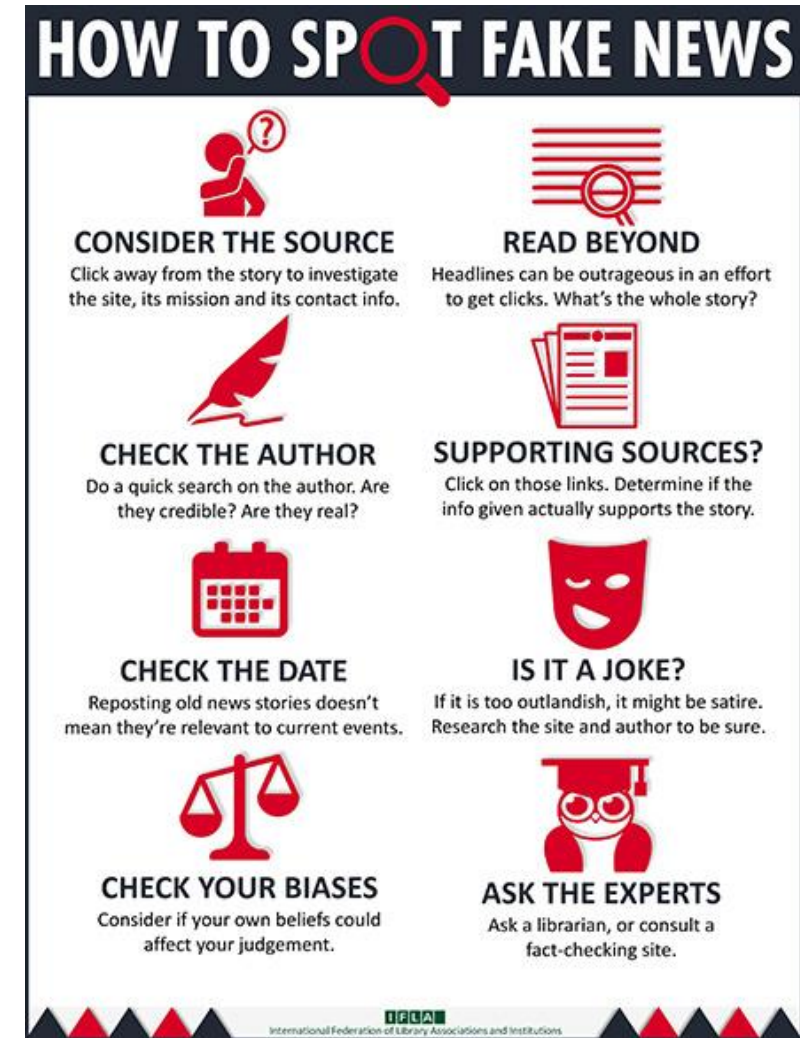 HOW TO SPOT FAKE NEWS
?
CONSIDER THE SOURCE
Click away from the story to investigate
the site, its mission and its contact info.
READ BEYOND
Headlines can be outrageous in an effort
to get clicks. What's the whole story?
CHECK THE AUTHOR
Do a quick search on the author. Are
they credible? Are they real?
SUPPORTING SOURCES?
Click on those links. Determine if the
info given actually supports the story.
CHECK THE DATE
Reposting old news stories doesn't
mean they're relevant to current events.
IS IT A JOKE?
If it is too outlandish, it might be satire.
Research the site and author to be sure.
CHECK YOUR BIASES
Consider if your own beliefs could
affect your judgement.
ASK THE EXPERTS
Ask a librarian, or consult a
fact-checking site.
IFLA
International Federation of Library Associations and Institutions